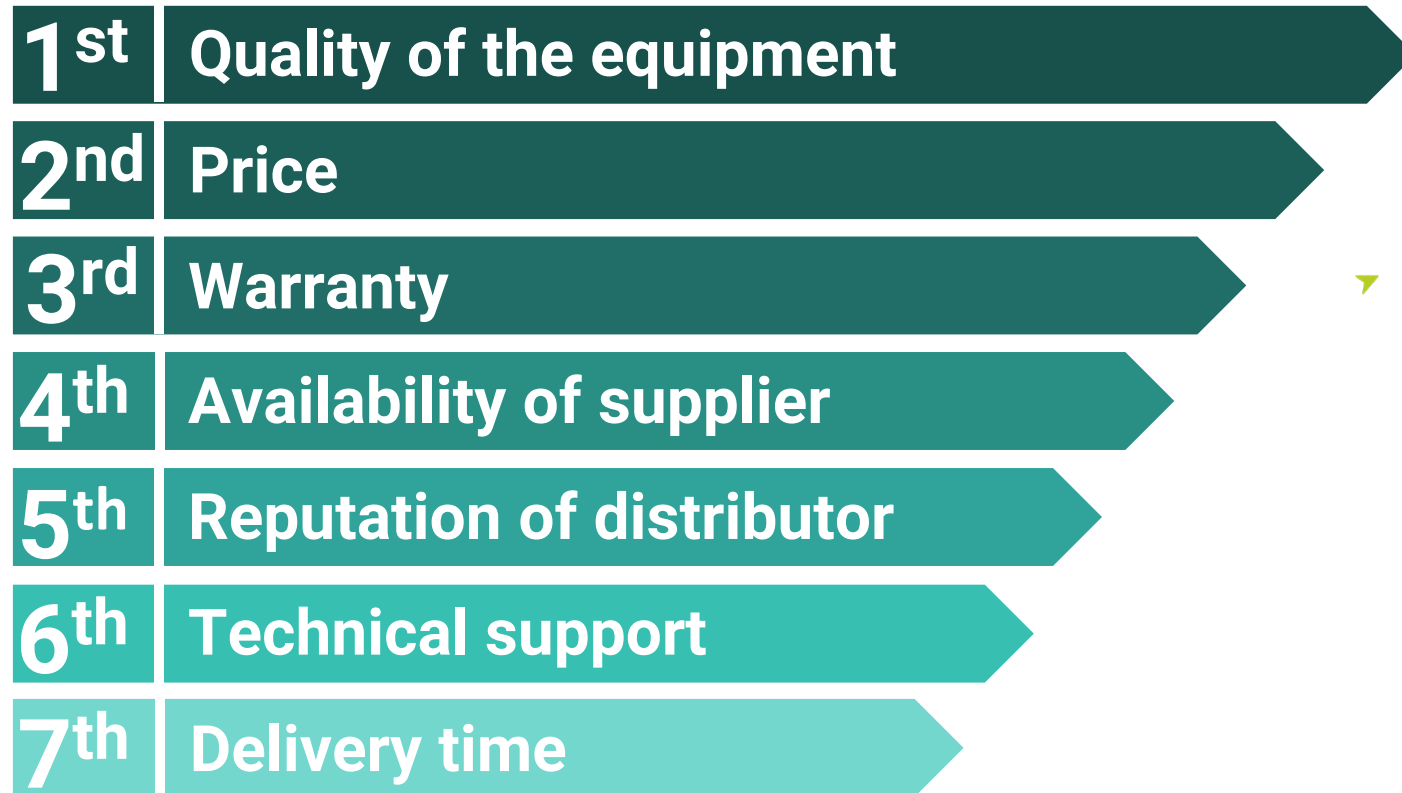 1st Quality of the equipment
2nd Price
3rd Warranty
4th Availability of supplier
5th Reputation of distributor
6th Technical support
7th Delivery time